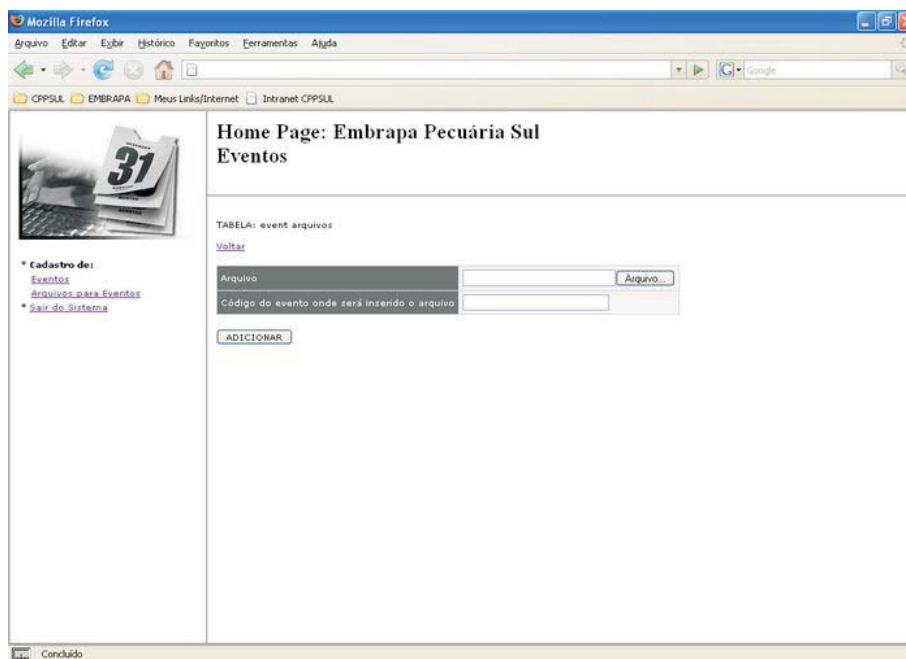 Mozilla Firefox
Arquivo Editar Exibir Histórico Favoritos Ferramentas Ajuda
Google
CPPSUL EMBRAPA Meus Links/Internet Intranet CPPSUL
31
Home Page: Embrapa Pecuária Sul
Eventos
* Cadastro de:
Eventos
Arquivos para Eventos
* Sair do Sistema
TABELA: event arquivos
Voltar
Arquivo Arquivo...
Código do evento onde será inserido o arquivo
ADICIONAR
Concluído